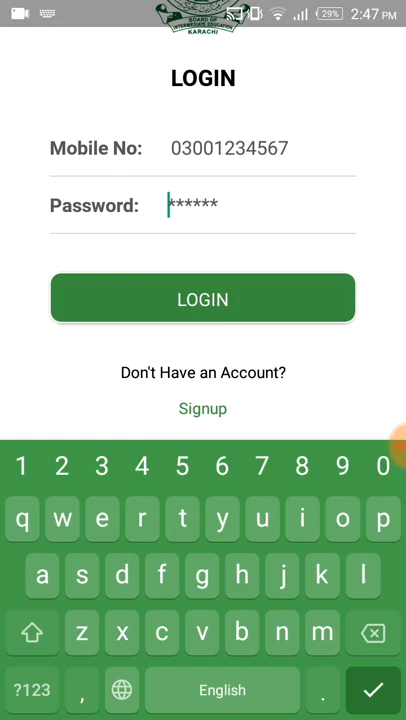 29% 2:47 PM
BOARD OF
INTERMEDIATE EDUCATION
KARACHI
LOGIN
Mobile No: 03001234567
Password: ******
LOGIN
Don't Have an Account?
Signup
1 2 3 4 5 6 7 8 9 0
q w e r t y u i o p
a s d f g h j k l
z x c v b n m
?123 , English .